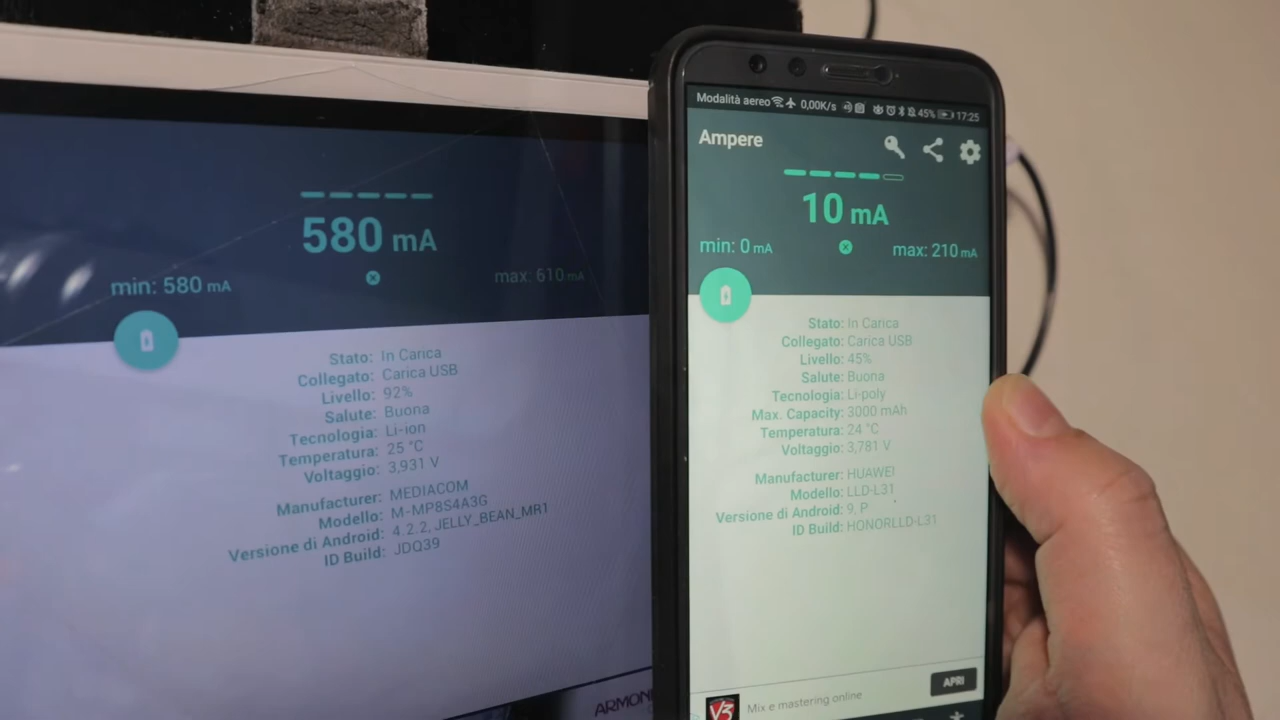 580 mA
min: 580 mA
max: 610 mA
Stato: In Carica
Collegato: Carica USB
Livello: 92%
Salute: Buona
Tecnologia: Li-ion
Temperatura: 25 °C
Voltaggio: 3,931 V
Manufacturer: MEDIACOM
Modello: M-MP8S4A3G
Versione di Android: 4.2.2, JELLY_BEAN_MR1
ID Build: JDQ39
Modalità aereo 0,00K/s 45% 17:25
Ampere
10 mA
min: 0 mA
max: 210 mA
Stato: In Carica
Collegato: Carica USB
Livello: 45%
Salute: Buona
Tecnologia: Li-poly
Max. Capacity: 3000 mAh
Temperatura: 24 °C
Voltaggio: 3,781 V
Manufacturer: HUAWEI
Modello: LLD-L31
Versione di Android: 9, P
ID Build: HONORLLD-L31
V3
Mix e mastering online
APRI